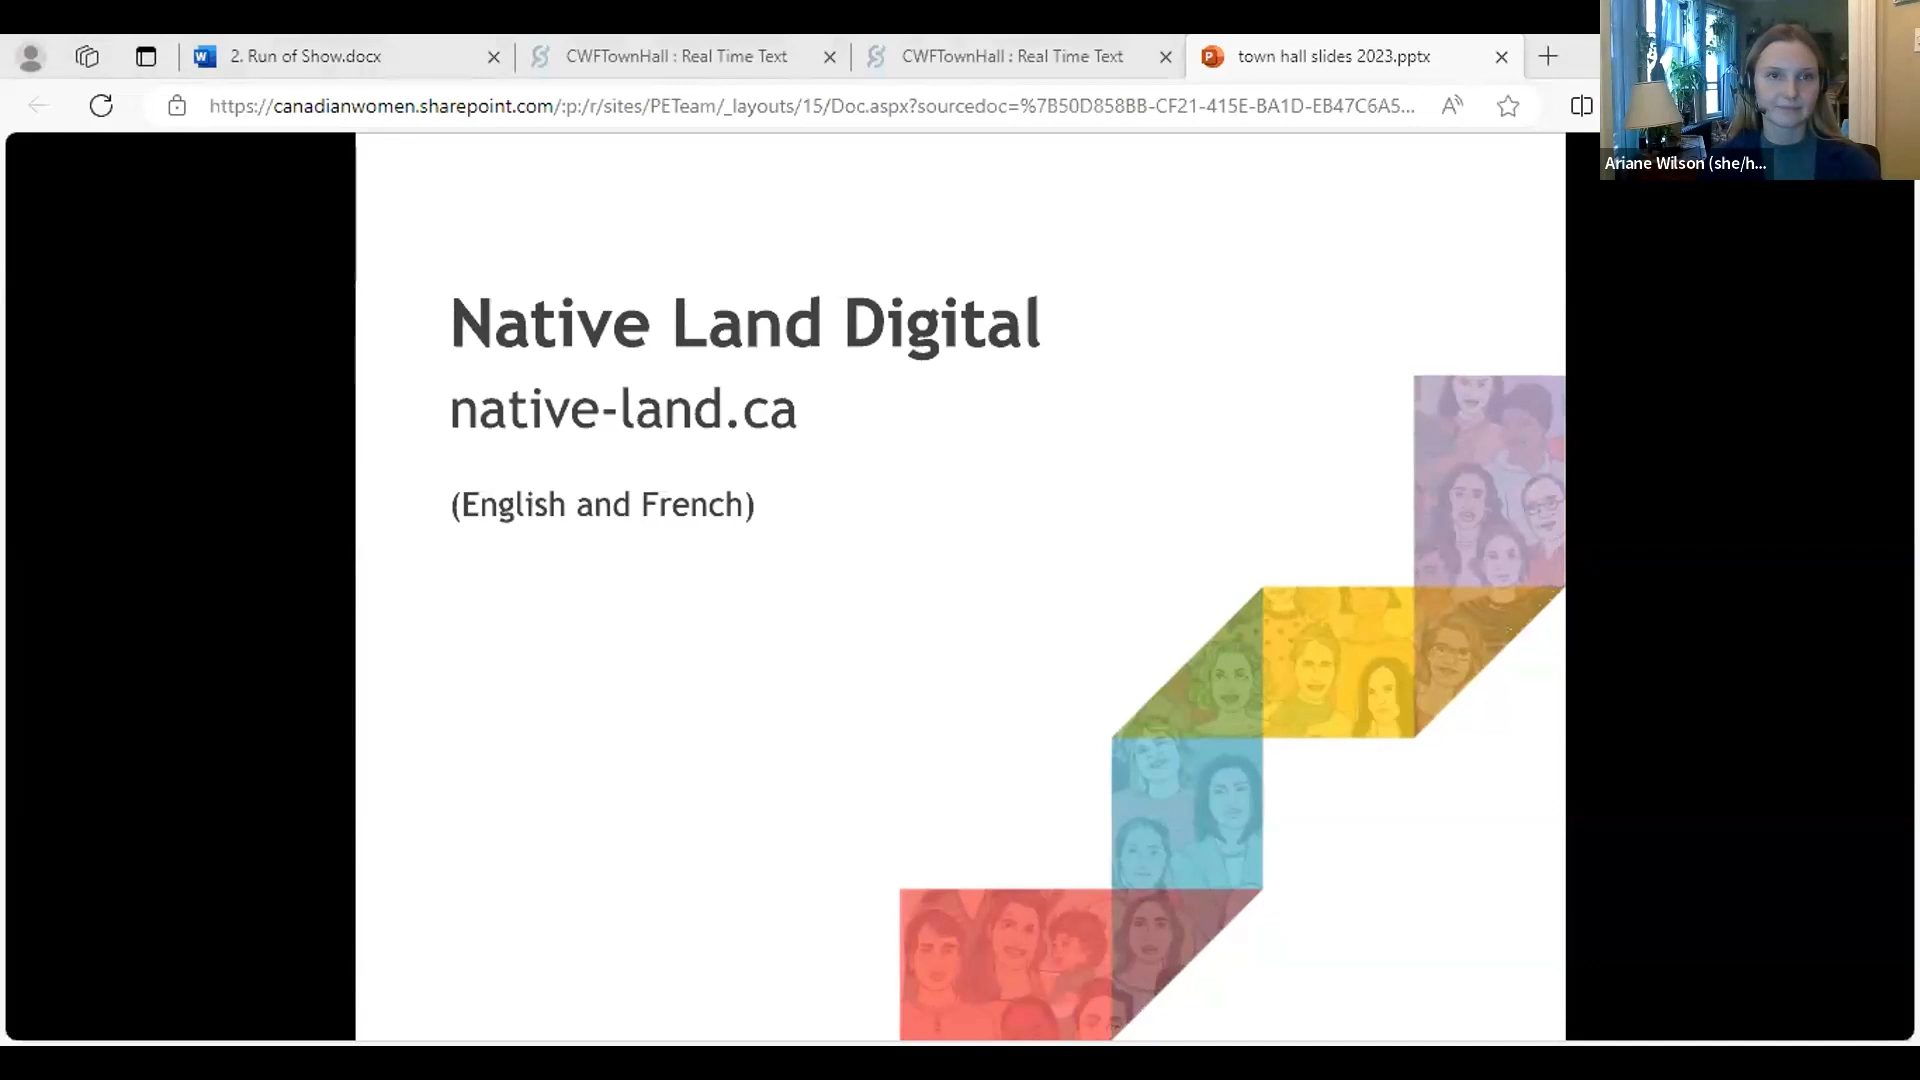 2. Run of Show.docx
CWFTownHall : Real Time Text
CWFTownHall : Real Time Text
town hall slides 2023.pptx
https://canadianwomen.sharepoint.com/:p:/r/sites/PETeam/_layouts/15/Doc.aspx?sourcedoc=%7B50D858BB-CF21-415E-BA1D-EB47C6A5...
Ariane Wilson (she/h...
Native Land Digital
native-land.ca
(English and French)